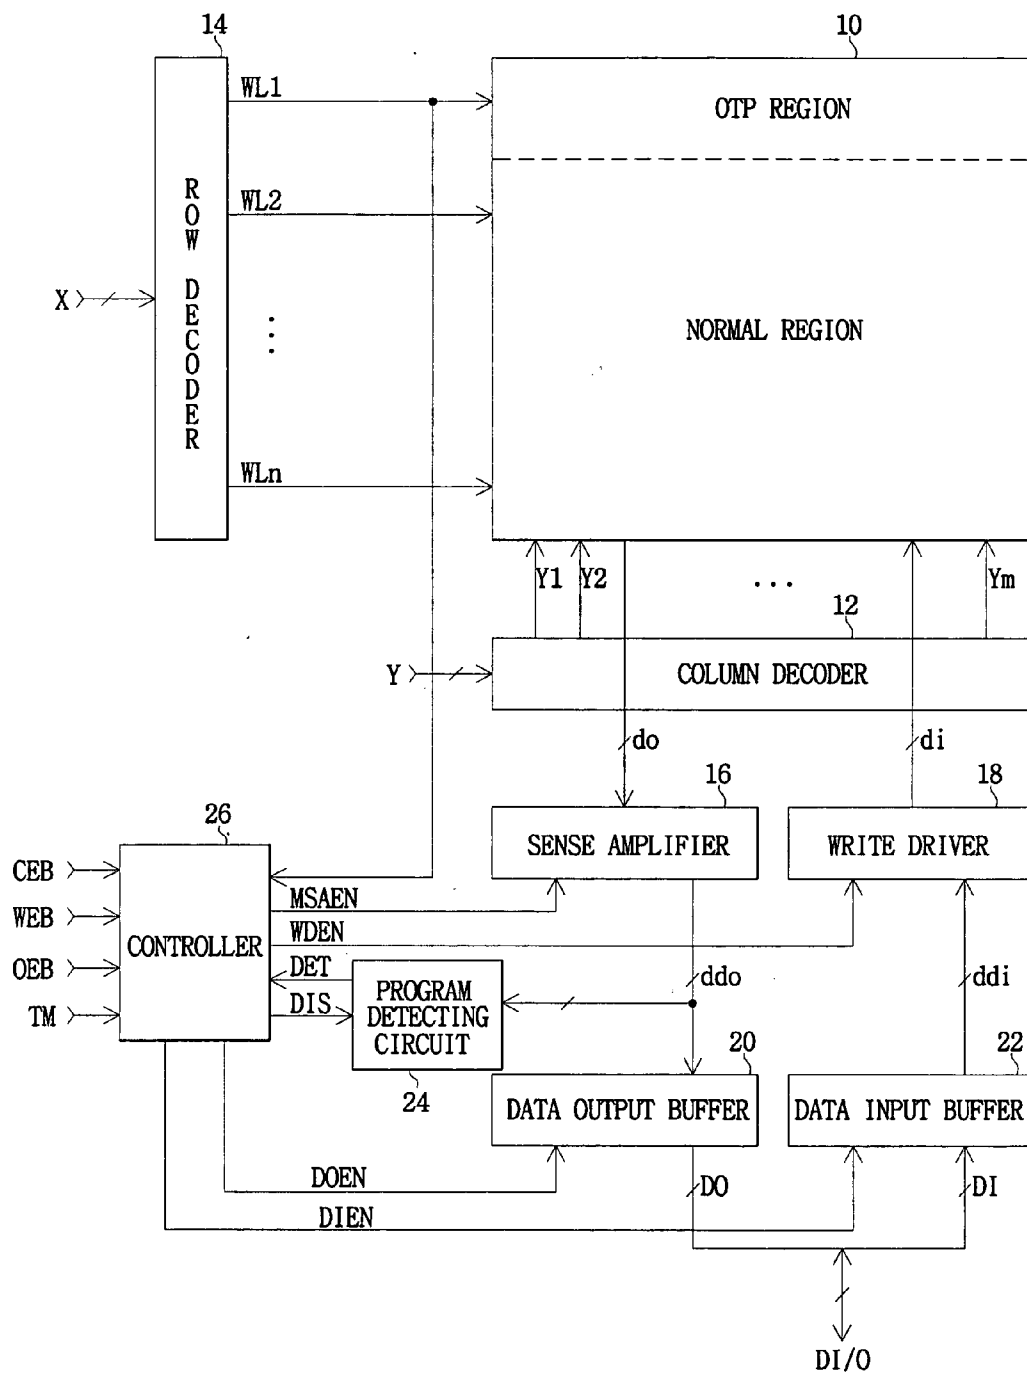 14
10
WL1
OTP REGION
ROW DECODER
WL2
X
NORMAL REGION
WLn
Y1
Y2
Ym
12
Y
COLUMN DECODER
do
di
16
18
26
SENSE AMPLIFIER
WRITE DRIVER
CEB
MSAEN
WEB
CONTROLLER
WDEN
OEB
DET
PROGRAM
DETECTING
CIRCUIT
ddo
ddi
TM
DIS
24
20
22
DATA OUTPUT BUFFER
DATA INPUT BUFFER
DOEN
DO
DI
DIEN
DI/O